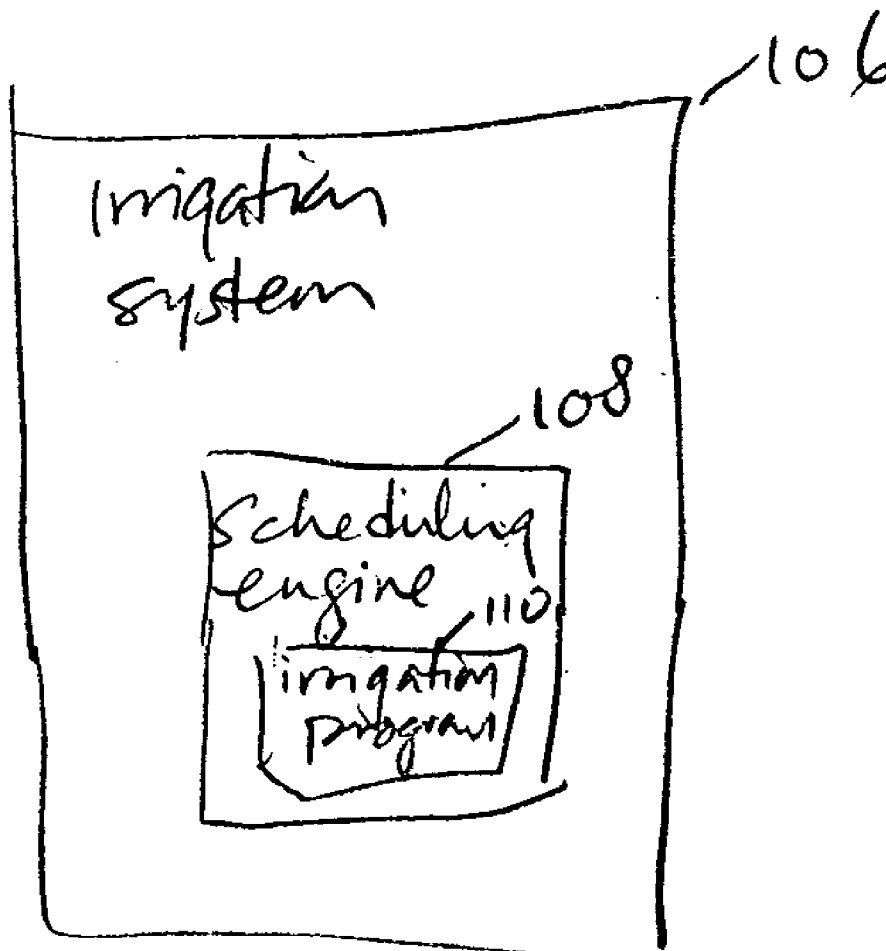 106
Irrigation
system
108
Scheduling
engine
110
irrigation
program